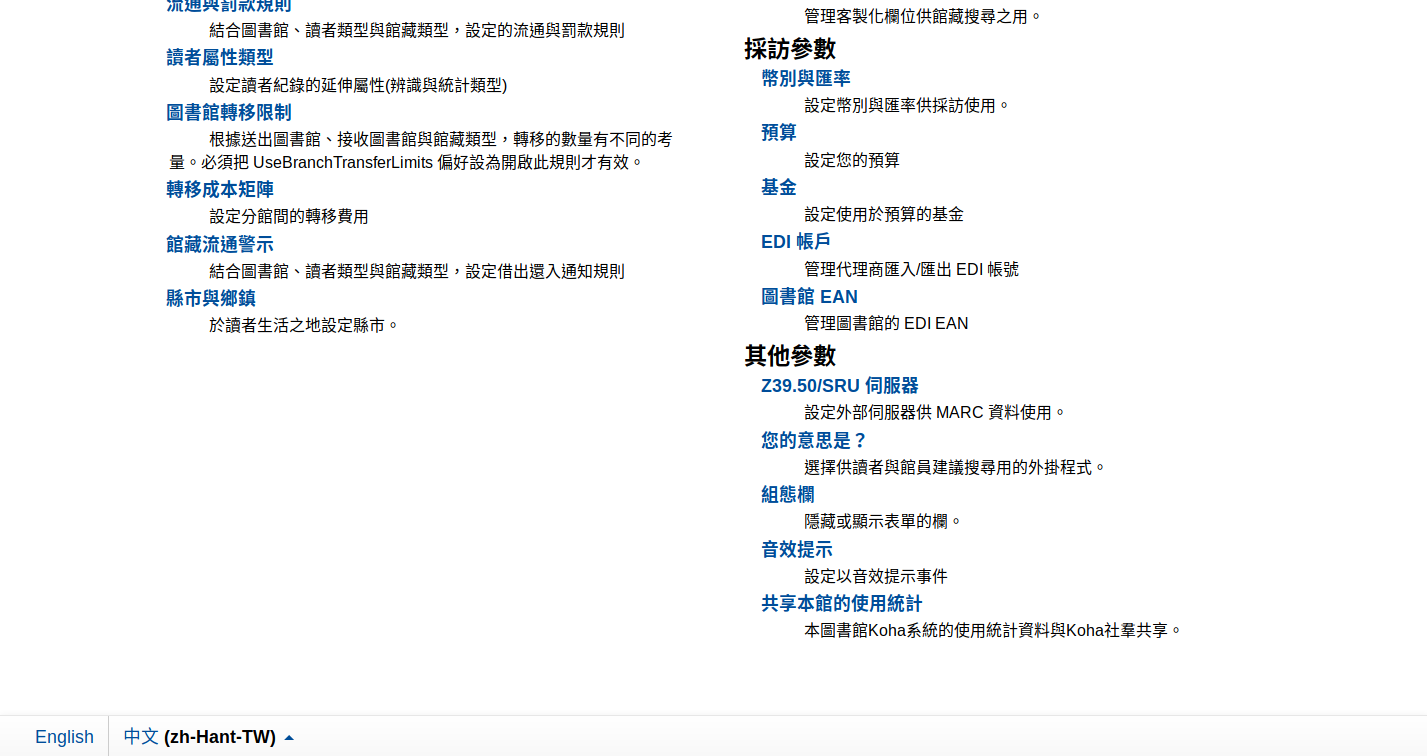 流通與罰款規則
結合圖書館、讀者類型與館藏類型，設定的流通與罰款規則
讀者屬性類型
設定讀者紀錄的延伸屬性(辨識與統計類型)
圖書館轉移限制
根據送出圖書館、接收圖書館與館藏類型，轉移的數量有不同的考
量。必須把 UseBranchTransferLimits 偏好設為開啟此規則才有效。
轉移成本矩陣
設定分館間的轉移費用
館藏流通警示
結合圖書館、讀者類型與館藏類型，設定借出還入通知規則
縣市與鄉鎮
於讀者生活之地設定縣市。
管理客製化欄位供館藏搜尋之用。
採訪參數
幣別與匯率
設定幣別與匯率供採訪使用。
預算
設定您的預算
基金
設定使用於預算的基金
EDI 帳戶
管理代理商匯入/匯出 EDI 帳號
圖書館 EAN
管理圖書館的 EDI EAN
其他參數
Z39.50/SRU 伺服器
設定外部伺服器供 MARC 資料使用。
您的意思是？
選擇供讀者與館員建議搜尋用的外掛程式。
組態欄
隱藏或顯示表單的欄。
音效提示
設定以音效提示事件
共享本館的使用統計
本圖書館Koha系統的使用統計資料與Koha社羣共享。
English
中文 (zh-Hant-TW)